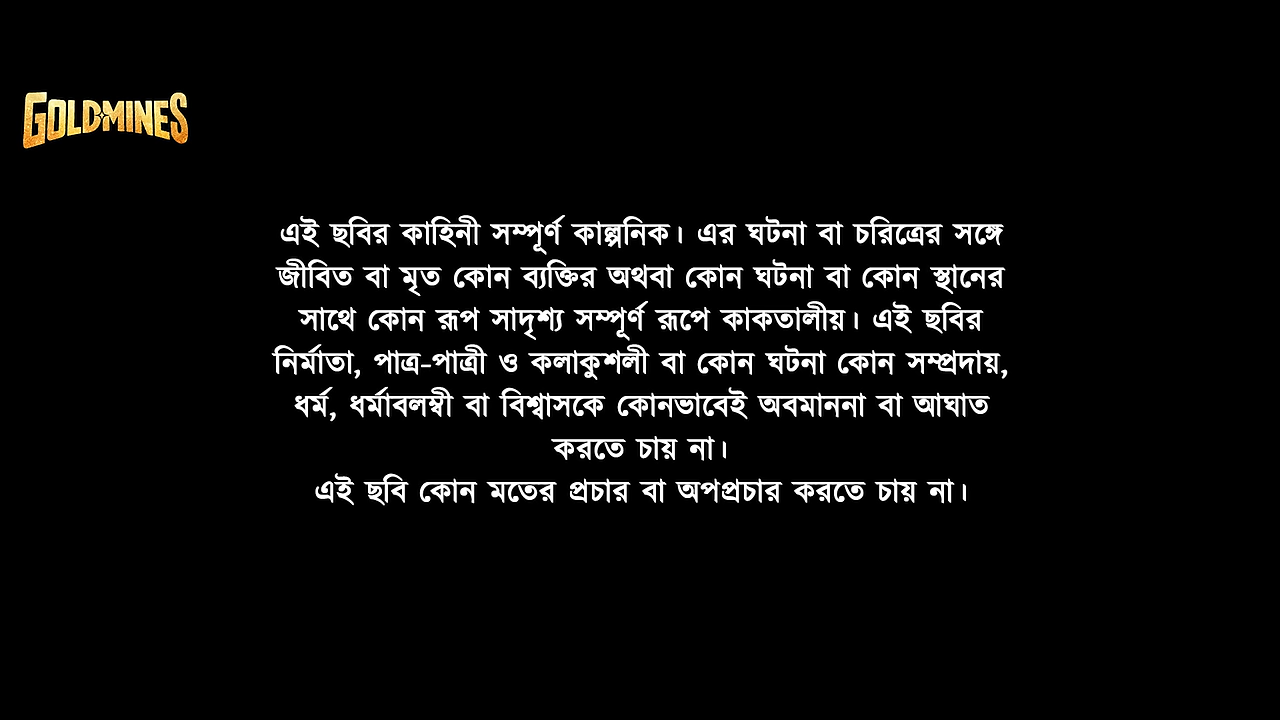 GOLDMINES
এই ছবির কাহিনী সম্পূর্ণ কাল্পনিক। এর ঘটনা বা চরিত্রের সঙ্গে
জীবিত বা মৃত কোন ব্যক্তির অথবা কোন ঘটনা বা কোন স্থানের
সাথে কোন রূপ সাদৃশ্য সম্পূর্ণ রূপে কাকতালীয়। এই ছবির
নির্মাতা, পাত্র-পাত্রী ও কলাকুশলী বা কোন ঘটনা কোন সম্প্রদায়,
ধর্ম, ধর্মাবলম্বী বা বিশ্বাসকে কোনভাবেই অবমাননা বা আঘাত
করতে চায় না।
এই ছবি কোন মতের প্রচার বা অপপ্রচার করতে চায় না।